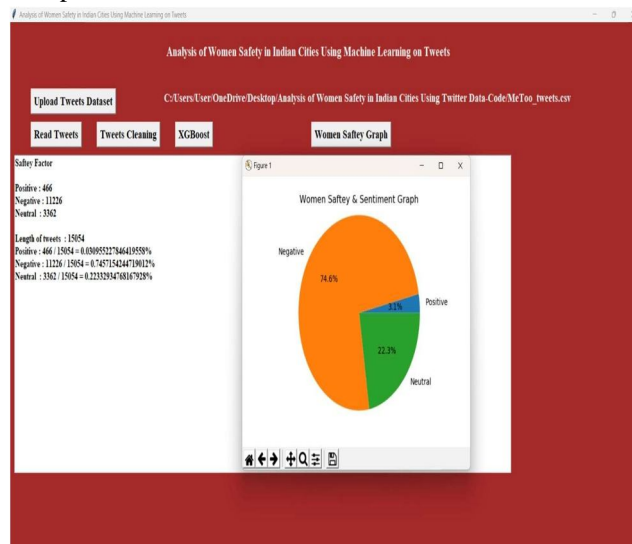 Analysis of Women Safety in Indian Cities Using Machine Learning on Tweets
Analysis of Women Safety in Indian Cities Using Machine Learning on Tweets
Upload Tweets Dataset
C:/Users/User/OneDrive/Desktop/Analysis of Women Safety in Indian Cities Using Twitter Data-Code/MeToo_tweets.csv
Read Tweets
Tweets Cleaning
XGBoost
Women Saftey Graph
Saftey Factor
Positive : 466
Negative : 11226
Neutral : 3362
Length of tweets : 15054
Positive : 466 / 15054 = 0.030955227846419558%
Negative : 11226 / 15054 = 0.7457154244719012%
Neutral : 3362 / 15054 = 0.22332934768167928%
Figure 1
Women Saftey & Sentiment Graph
Negative
74.6%
3.1%
Positive
22.3%
Neutral